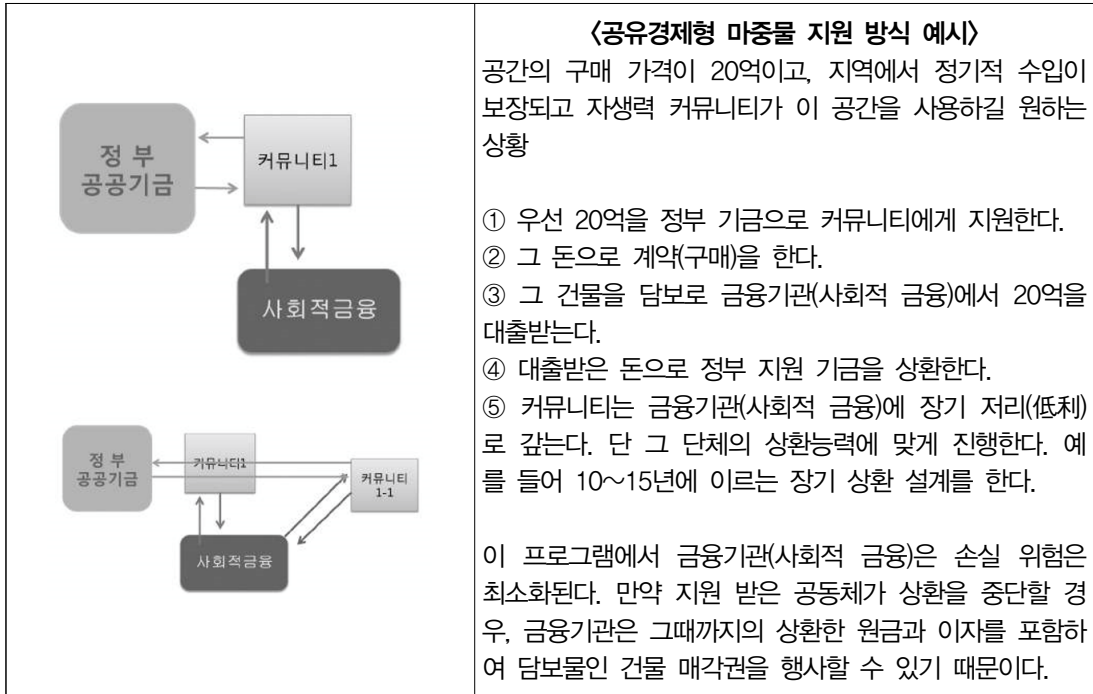 정 부
공공기금
커뮤니티1
사회적금융
정 부
공공기금
커뮤니티1
커뮤니티
1-1
사회적금융
<공유경제형 마중물 지원 방식 예시>
공간의 구매 가격이 20억이고, 지역에서 정기적 수입이
보장되고 자생력 커뮤니티가 이 공간을 사용하길 원하는
상황
① 우선 20억을 정부 기금으로 커뮤니티에게 지원한다.
② 그 돈으로 계약(구매)을 한다.
③ 그 건물을 담보로 금융기관(사회적 금융)에서 20억을
대출받는다.
④ 대출받은 돈으로 정부 지원 기금을 상환한다.
⑤ 커뮤니티는 금융기관(사회적 금융)에 장기 저리(低利)
로 갚는다. 단 그 단체의 상환능력에 맞게 진행한다. 예
를 들어 10～15년에 이르는 장기 상환 설계를 한다.
이 프로그램에서 금융기관(사회적 금융)은 손실 위험은
최소화된다. 만약 지원 받은 공동체가 상환을 중단할 경
우, 금융기관은 그때까지의 상환한 원금과 이자를 포함하
여 담보물인 건물 매각권을 행사할 수 있기 때문이다.